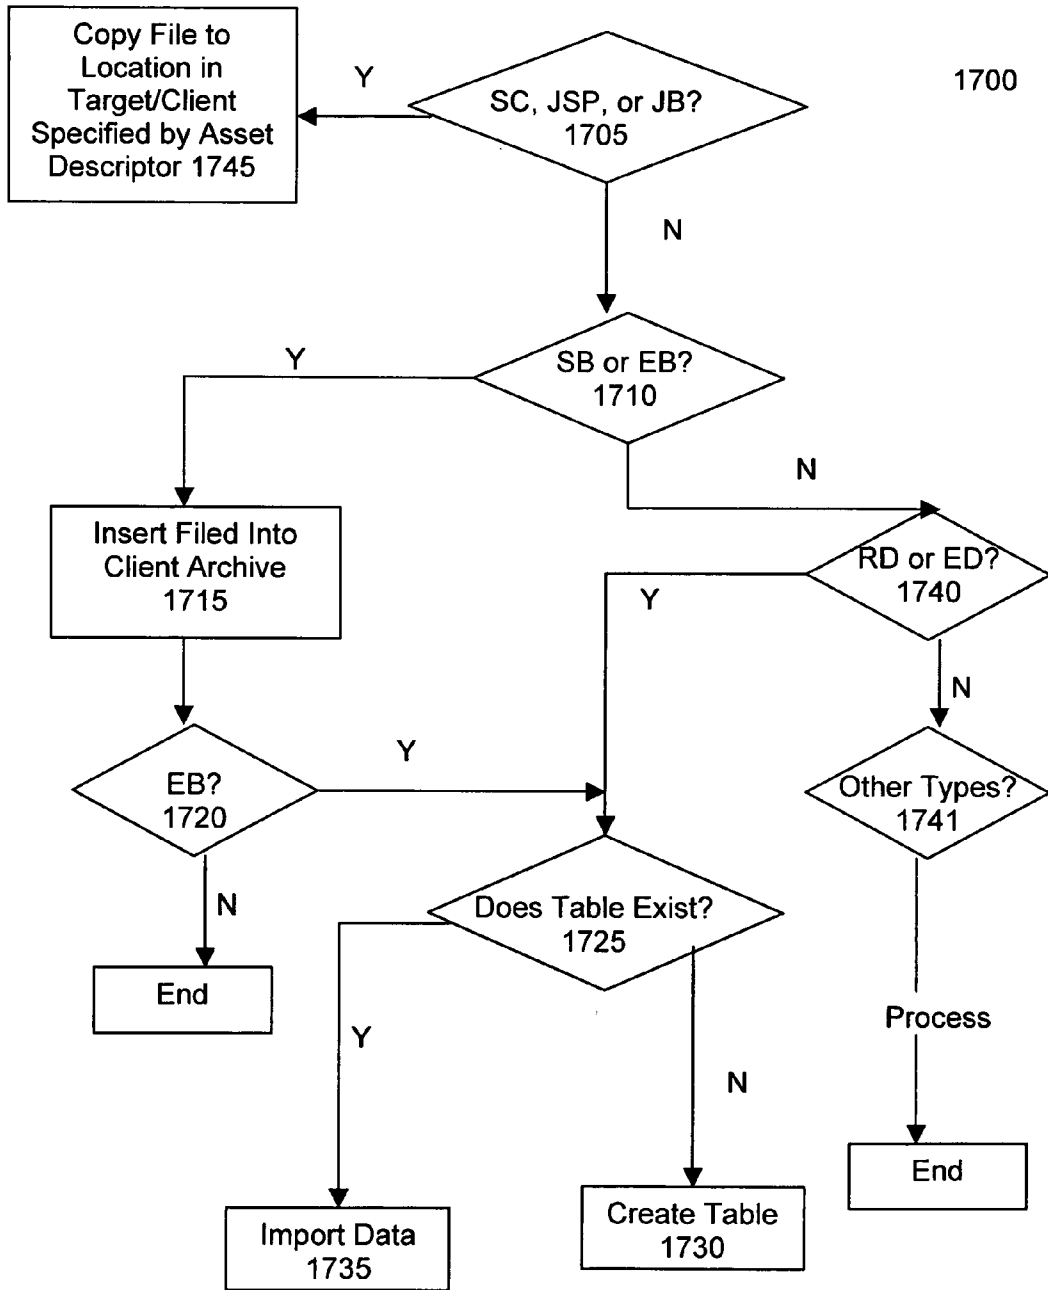 Copy File to
Location in
Target/Client
Specified by Asset
Descriptor 1745
Y
SC, JSP, or JB?
1705
1700
N
Y
SB or EB?
1710
N
Insert Filed Into
Client Archive
1715
RD or ED?
1740
Y
N
EB?
1720
Y
Other Types?
1741
N
Does Table Exist?
1725
End
Y
N
Process
End
Import Data
1735
Create Table
1730